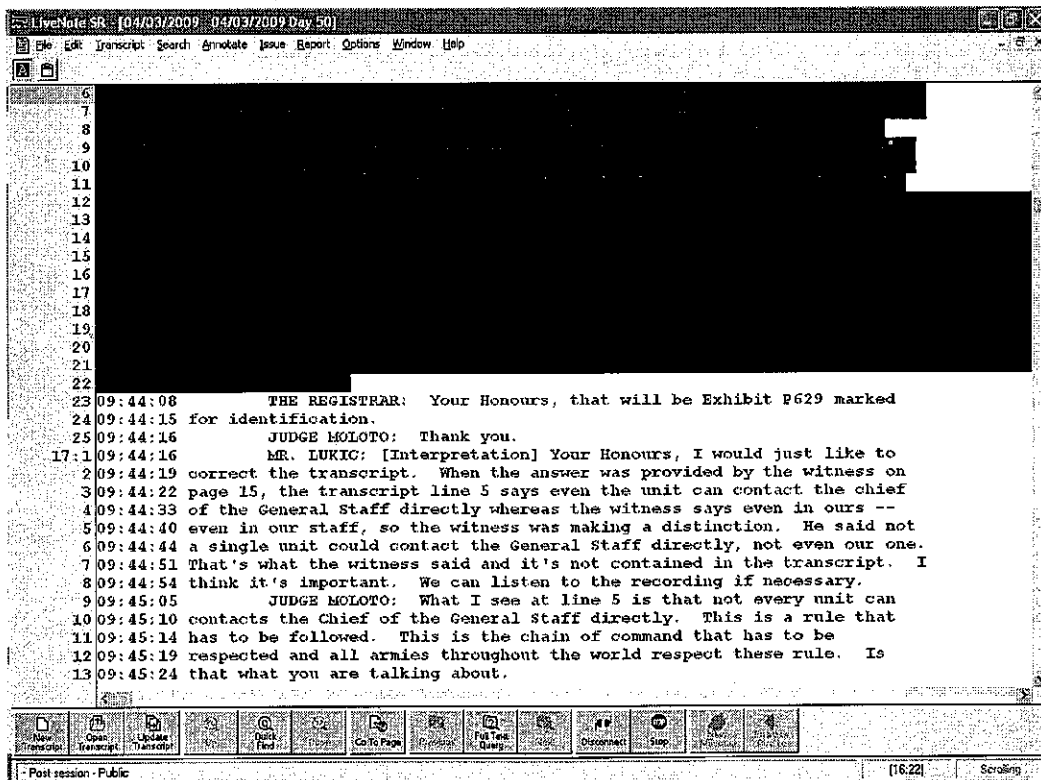 LiveNote SR - [04/03/2009 04/03/2009 Day 50]
File Edit Transcript Search Annotate Issue Report Options Window Help
6
7
8
9
10
11
12
13
14
15
16
17
18
19
20
21
22
23 09:44:08 THE REGISTRAR: Your Honours, that will be Exhibit P629 marked
24 09:44:15 for identification.
25 09:44:16 JUDGE MOLOTO: Thank you.
17:1 09:44:16 MR. LUKIC: [Interpretation] Your Honours, I would just like to
2 09:44:19 correct the transcript. When the answer was provided by the witness on
3 09:44:22 page 15, the transcript line 5 says even the unit can contact the chief
4 09:44:33 of the General Staff directly whereas the witness says even in ours --
5 09:44:40 even in our staff, so the witness was making a distinction. He said not
6 09:44:44 a single unit could contact the General Staff directly, not even our one.
7 09:44:51 That's what the witness said and it's not contained in the transcript. I
8 09:44:54 think it's important. We can listen to the recording if necessary.
9 09:45:05 JUDGE MOLOTO: What I see at line 5 is that not every unit can
10 09:45:10 contacts the Chief of the General Staff directly. This is a rule that
11 09:45:14 has to be followed. This is the chain of command that has to be
12 09:45:19 respected and all armies throughout the world respect these rule. Is
13 09:45:24 that what you are talking about.
New Transcript Open Transcript Update Transcript Quick Find Go To Page Full Text Query Disconnect Stop
Post session - Public [16:22] Scrolling